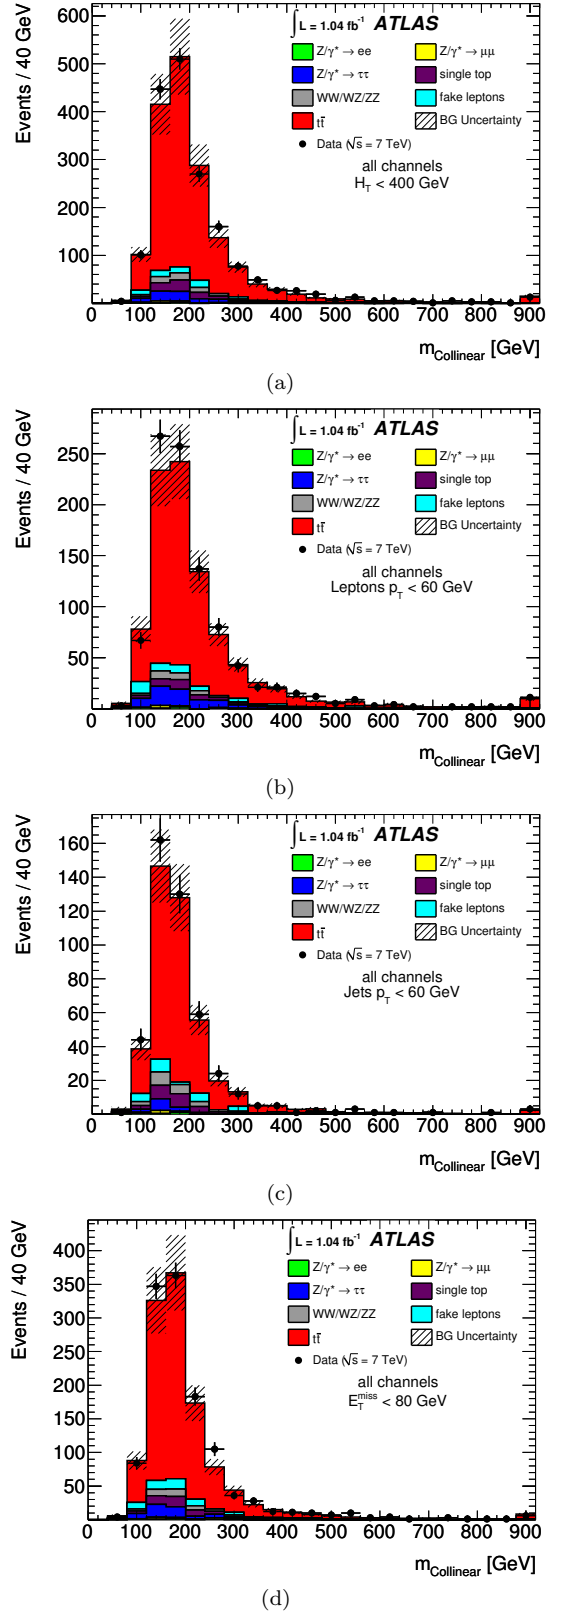 Events / 40 GeV
600
500
400
300
200
100
∫ L = 1.04 fb⁻¹ ATLAS
Z/γ* → ee
Z/γ* → μμ
Z/γ* → ττ
single top
WW/WZ/ZZ
fake leptons
tt̄
BG Uncertainty
Data (√s = 7 TeV)
all channels
H_T < 400 GeV
0 100 200 300 400 500 600 700 800 900
m_Collinear [GeV]
(a)
Events / 40 GeV
250
200
150
100
50
∫ L = 1.04 fb⁻¹ ATLAS
Z/γ* → ee
Z/γ* → μμ
Z/γ* → ττ
single top
WW/WZ/ZZ
fake leptons
tt̄
BG Uncertainty
Data (√s = 7 TeV)
all channels
Leptons p_T < 60 GeV
0 100 200 300 400 500 600 700 800 900
m_Collinear [GeV]
(b)
Events / 40 GeV
160
140
120
100
80
60
40
20
∫ L = 1.04 fb⁻¹ ATLAS
Z/γ* → ee
Z/γ* → μμ
Z/γ* → ττ
single top
WW/WZ/ZZ
fake leptons
tt̄
BG Uncertainty
Data (√s = 7 TeV)
all channels
Jets p_T < 60 GeV
0 100 200 300 400 500 600 700 800 900
m_Collinear [GeV]
(c)
Events / 40 GeV
400
350
300
250
200
150
100
50
∫ L = 1.04 fb⁻¹ ATLAS
Z/γ* → ee
Z/γ* → μμ
Z/γ* → ττ
single top
WW/WZ/ZZ
fake leptons
tt̄
BG Uncertainty
Data (√s = 7 TeV)
all channels
E_T^miss < 80 GeV
0 100 200 300 400 500 600 700 800 900
m_Collinear [GeV]
(d)